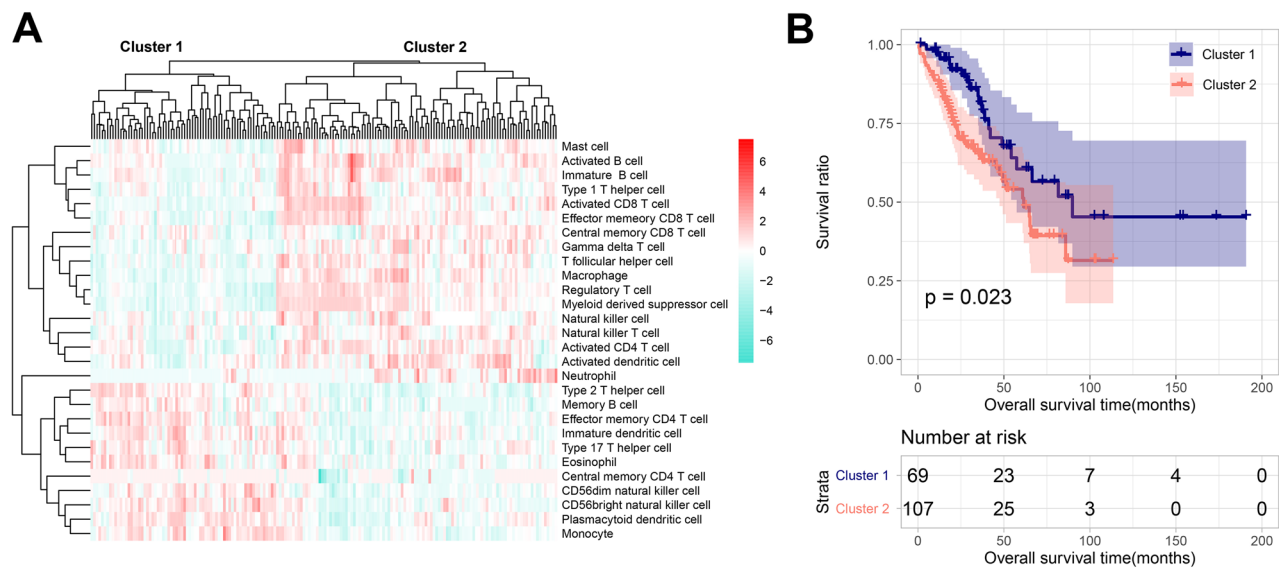 A
Cluster 1
Cluster 2
Mast cell
Activated B cell
Immature B cell
Type 1 T helper cell
Activated CD8 T cell
Effector memeory CD8 T cell
Central memory CD8 T cell
Gamma delta T cell
T follicular helper cell
Macrophage
Regulatory T cell
Myeloid derived suppressor cell
Natural killer cell
Natural killer T cell
Activated CD4 T cell
Activated dendritic cell
Neutrophil
Type 2 T helper cell
Memory B cell
Effector memory CD4 T cell
Immature dendritic cell
Type 17 T helper cell
Eosinophil
Central memory CD4 T cell
CD56dim natural killer cell
CD56bright natural killer cell
Plasmacytoid dendritic cell
Monocyte
6
4
2
0
−2
−4
−6
B
Survival ratio
1.00
0.75
0.50
0.25
0.00
Cluster 1
Cluster 2
p = 0.023
0 50 100 150 200
Overall survival time(months)
Number at risk
Strata
Cluster 1 69 23 7 4 0
Cluster 2 107 25 3 0 0
0 50 100 150 200
Overall survival time(months)